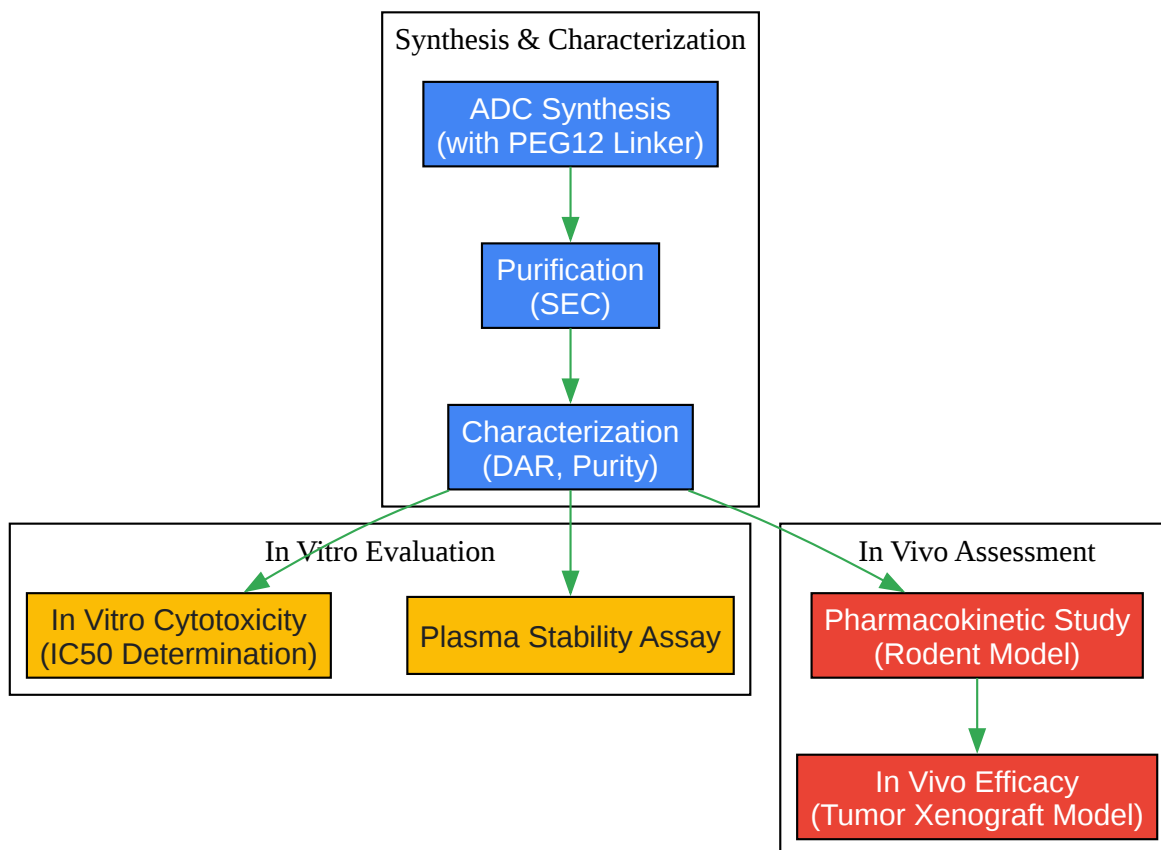 Synthesis & Characterization
ADC Synthesis
(with PEG12 Linker)
Purification
(SEC)
Characterization
(DAR, Purity)
In Vitro Evaluation
In Vitro Cytotoxicity
(IC50 Determination)
Plasma Stability Assay
In Vivo Assessment
Pharmacokinetic Study
(Rodent Model)
In Vivo Efficacy
(Tumor Xenograft Model)